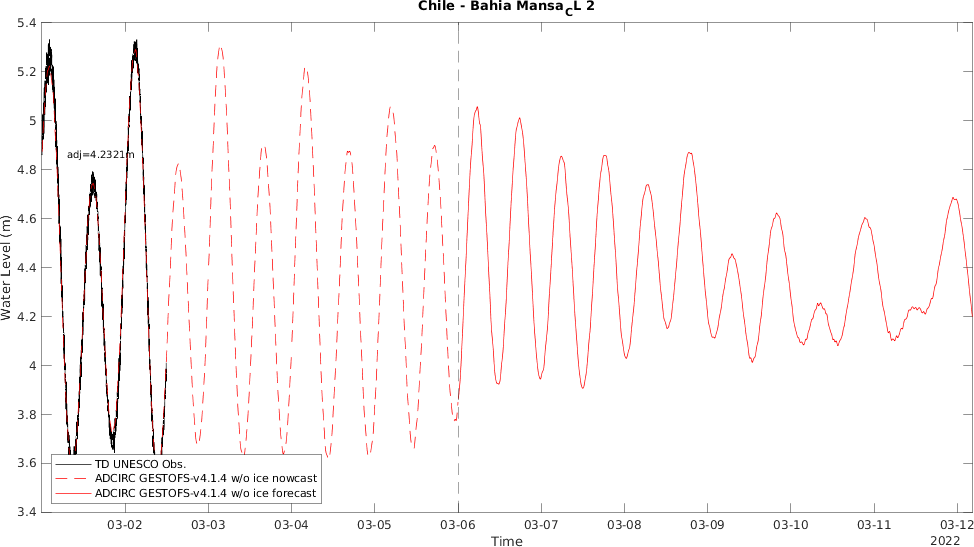 Chile - Bahia Mansa_CL 2
5.4
5.2
5
4.8
4.6
4.4
4.2
4
3.8
3.6
3.4
Water Level (m)
adj=4.2321m
TD UNESCO Obs.
ADCIRC GESTOFS-v4.1.4 w/o ice nowcast
ADCIRC GESTOFS-v4.1.4 w/o ice forecast
03-02 03-03 03-04 03-05 03-06 03-07 03-08 03-09 03-10 03-11 03-12
Time
2022